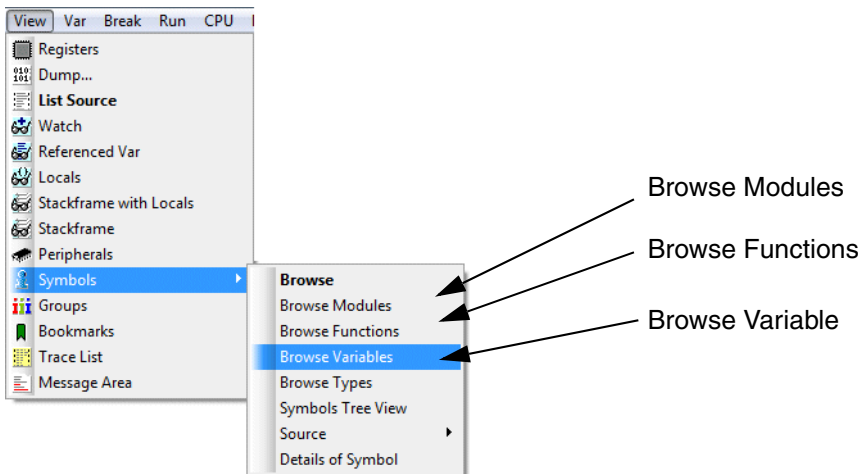 View Var Break Run CPU
Registers
Dump...
List Source
Watch
Referenced Var
Locals
Stackframe with Locals
Stackframe
Peripherals
Symbols
Groups
Bookmarks
Trace List
Message Area
Browse
Browse Modules
Browse Functions
Browse Variables
Browse Types
Symbols Tree View
Source
Details of Symbol
Browse Modules
Browse Functions
Browse Variable